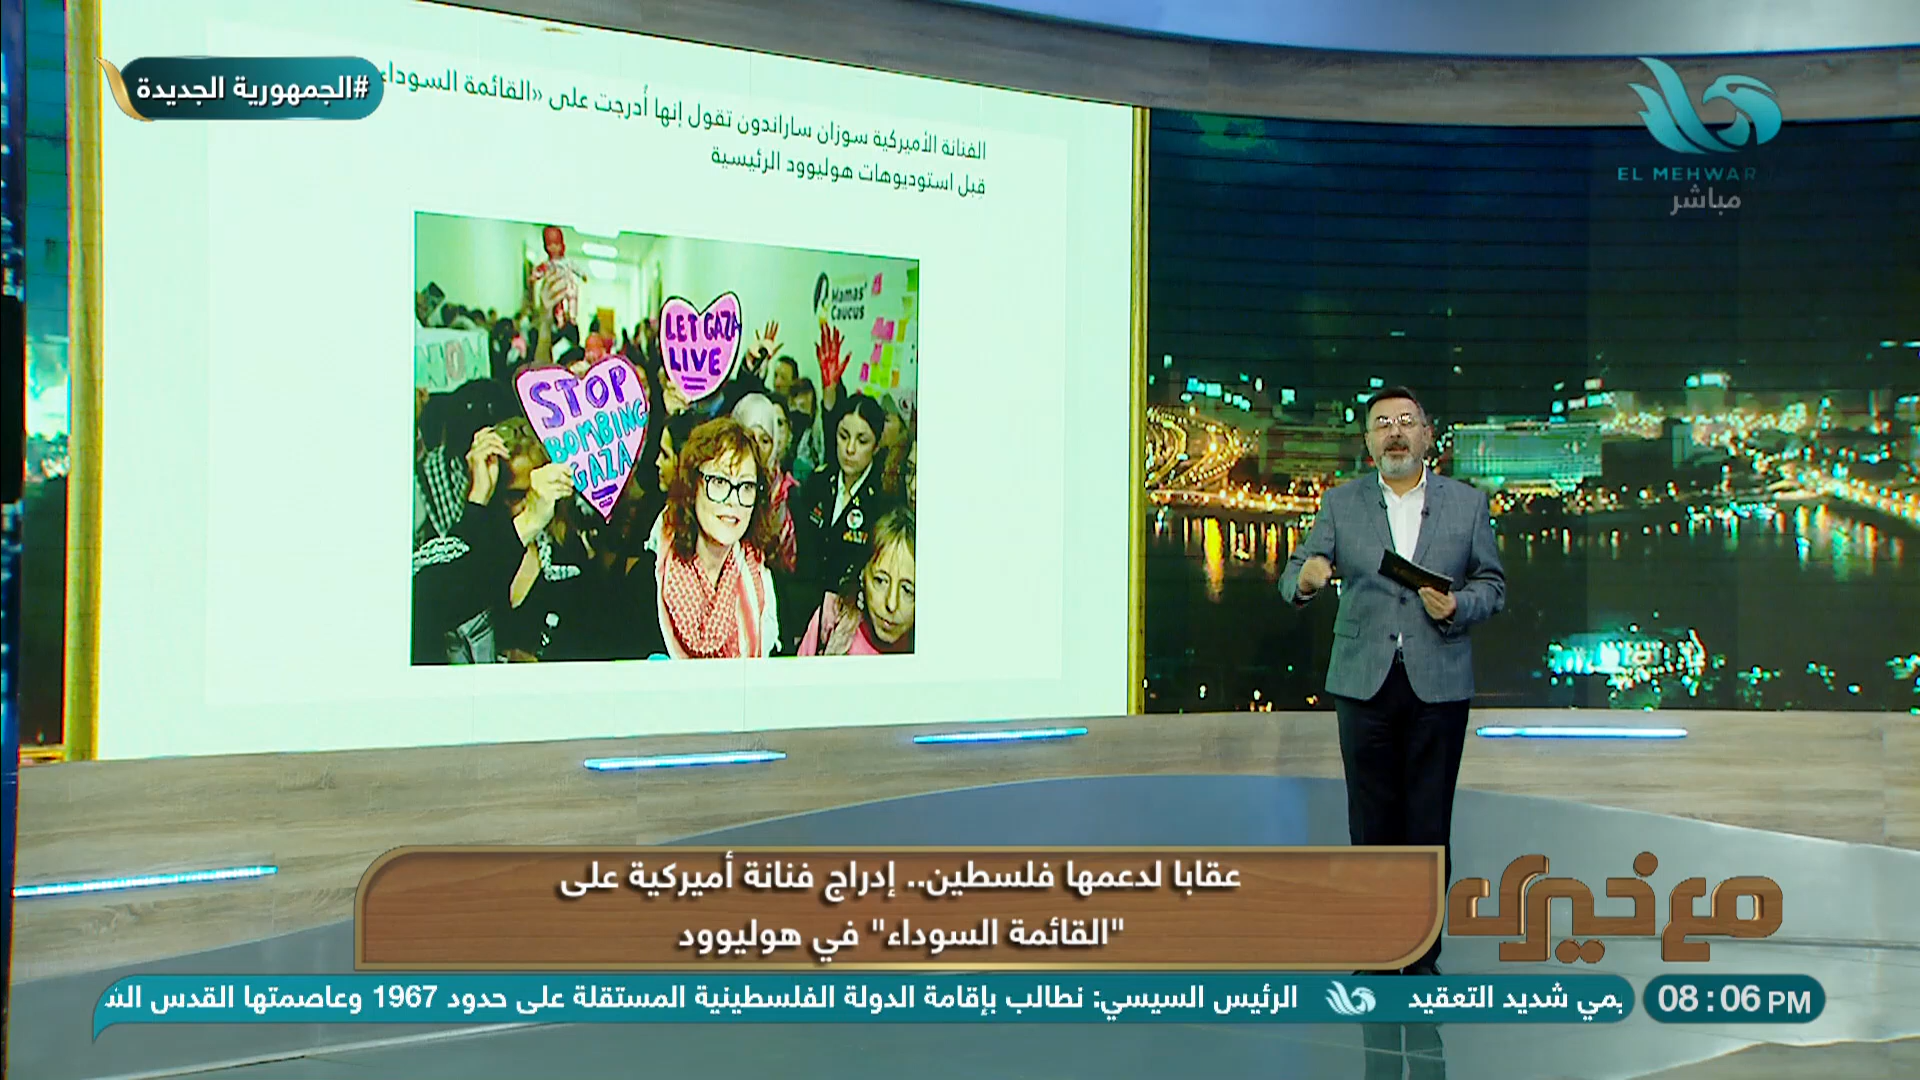 #الجمهورية الجديدة
EL MEHWAR
مباشر
الفنانة الأميركية سوزان ساراندون تقول إنها أُدرجت على «القائمة السوداء
قِبل استوديوهات هوليوود الرئيسية
Mamas'
Caucus
LET GAZA
LIVE
STOP
BOMBING
GAZA
عقابا لدعمها فلسطين.. إدراج فنانة أميركية على
"القائمة السوداء" في هوليوود
مع خيري
يمي شديد التعقيد
الرئيس السيسي: نطالب بإقامة الدولة الفلسطينية المستقلة على حدود 1967 وعاصمتها القدس
08:06 PM